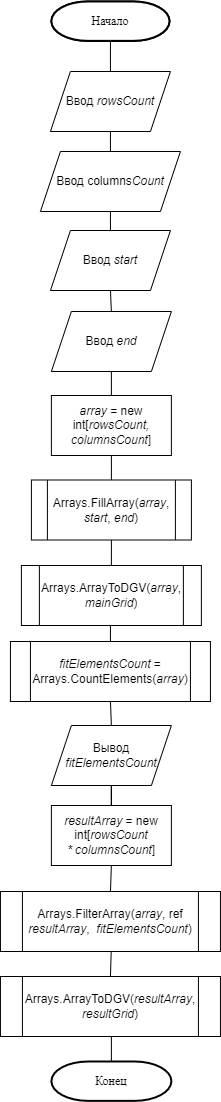 Начало
Ввод rowsCount
Ввод columnsCount
Ввод start
Ввод end
array = new
int[rowsCount,
columnsCount]
Arrays.FillArray(array,
start, end)
Arrays.ArrayToDGV(array,
mainGrid)
fitElementsCount =
Arrays.CountElements(array)
Вывод
fitElementsCount
resultArray = new
int[rowsCount
* columnsCount]
Arrays.FilterArray(array, ref
resultArray, fitElementsCount)
Arrays.ArrayToDGV(resultArray,
resultGrid)
Конец